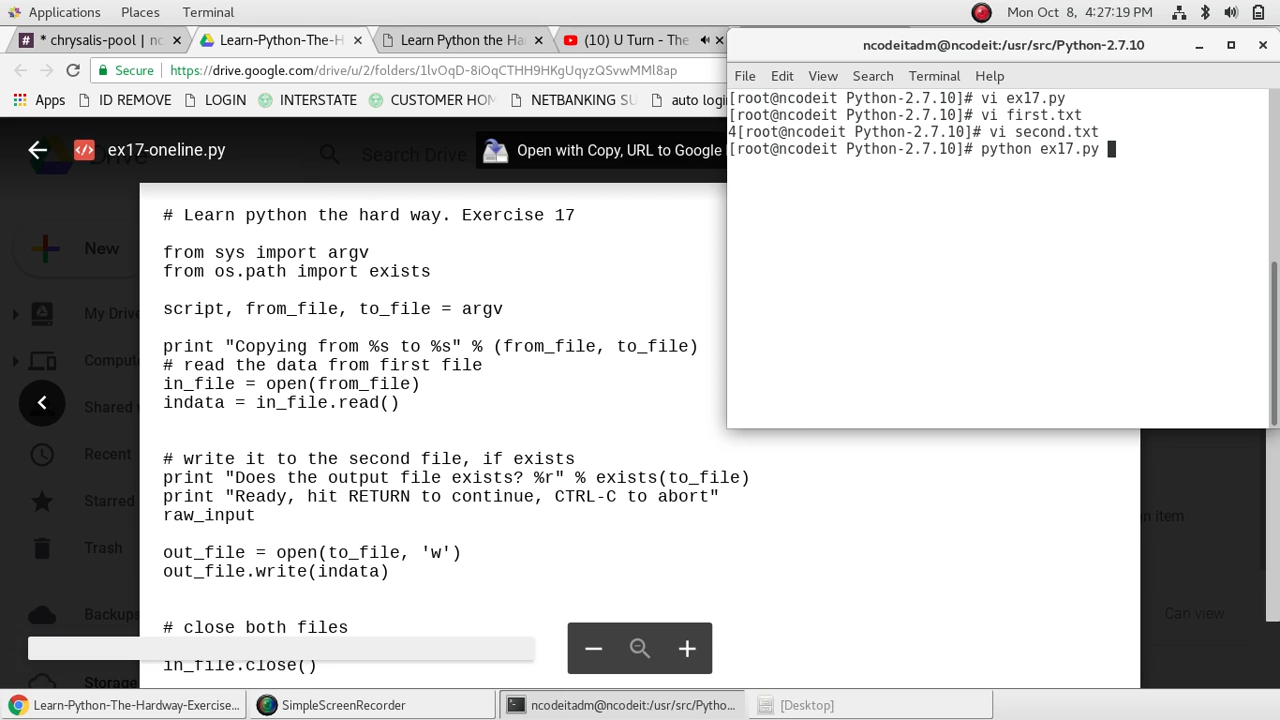 Applications Places Terminal Mon Oct 8, 4:27:19 PM
# * chrysalis-pool | nc × Learn-Python-The-H × Learn Python the Ha × (10) U Turn - The × ncodeitadm@ncodeit:/usr/src/Python-2.7.10
Secure https://drive.google.com/drive/u/2/folders/1lvOqD-8iOqCTHH9HKgUqyzQSvwMMl8ap
Apps ID REDIRECTION INTERSTITIA CUSTOMER HOM auto login
File Edit View Search Terminal Help
[root@ncodeit Python-2.7.10]# vi ex17.py
[root@ncodeit Python-2.7.10]# vi first.txt
4[root@ncodeit Python-2.7.10]# vi second.txt
[root@ncodeit Python-2.7.10]# python ex17.py
ex17-oneline.py Search Drive Open with Copy, URL to Google
New
My Drive
Compute
Shared w
Recent
Starred
Trash
Backups
Storage
# Learn python the hard way. Exercise 17
from sys import argv
from os.path import exists
script, from_file, to_file = argv
print "Copying from %s to %s" % (from_file, to_file)
# read the data from first file
in_file = open(from_file)
indata = in_file.read()
# write it to the second file, if exists
print "Does the output file exists? %r" % exists(to_file)
print "Ready, hit RETURN to continue, CTRL-C to abort"
raw_input
out_file = open(to_file, 'w')
out_file.write(indata)
# close both files
in_file.close()
n item
Can view
Learn-Python-The-Hardway-Exercise... SimpleScreenRecorder ncodeitadm@ncodeit:/usr/src/Pytho... [Desktop]